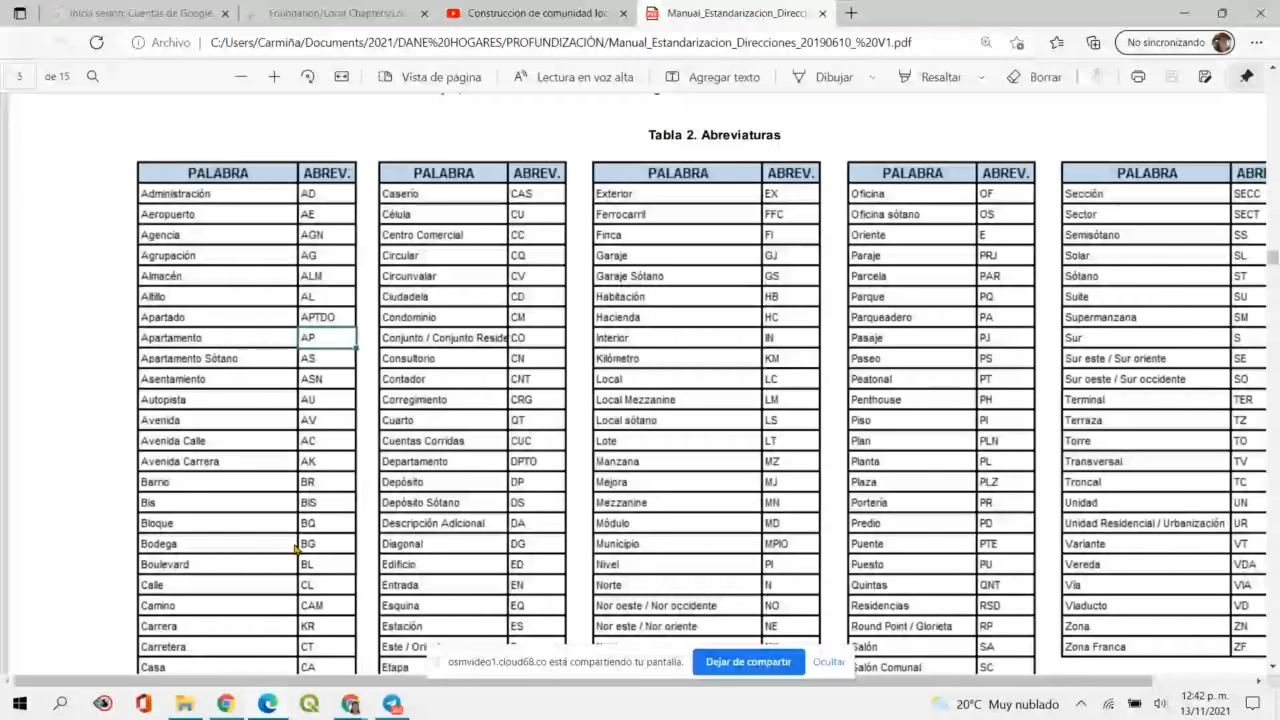 Inicia sesión: Cuentas de Google
Foundation/Local Chapters/Lo
Construcción de comunidad loc
Manual_Estandarizacion_Direcci
Archivo
C:/Users/Carmiña/Documents/2021/DANE%20HOGARES/PROFUNDIZACIÓN/Manual_Estandarizacion_Direcciones_20190610_%20V1.pdf
No sincronizando
5 de 15
Vista de página
Lectura en voz alta
Agregar texto
Dibujar
Resaltar
Borrar
Tabla 2. Abreviaturas
PALABRA ABREV.
Administración AD
Aeropuerto AE
Agencia AGN
Agrupación AG
Almacén ALM
Altillo AL
Apartado APTDO
Apartamento AP
Apartamento Sótano AS
Asentamiento ASN
Autopista AU
Avenida AV
Avenida Calle AC
Avenida Carrera AK
Barrio BR
Bis BIS
Bloque BQ
Bodega BG
Boulevard BL
Calle CL
Camino CAM
Carrera KR
Carretera CT
Casa CA
PALABRA ABREV.
Caserío CAS
Célula CU
Centro Comercial CC
Circular CQ
Circunvalar CV
Ciudadela CD
Condominio CM
Conjunto / Conjunto Reside CO
Consultorio CN
Contador CNT
Corregimiento CRG
Cuarto QT
Cuentas Corridas CUC
Departamento DPTO
Depósito DP
Depósito Sótano DS
Descripción Adicional DA
Diagonal DG
Edificio ED
Entrada EN
Esquina EQ
Estación ES
Este / Ori
Etapa
PALABRA ABREV.
Exterior EX
Ferrocarril FFC
Finca FI
Garaje GJ
Garaje Sótano GS
Habitación HB
Hacienda HC
Interior IN
Kilómetro KM
Local LC
Local Mezzanine LM
Local sótano LS
Lote LT
Manzana MZ
Mejora MJ
Mezzanine MN
Módulo MD
Municipio MPIO
Nivel PI
Norte N
Nor oeste / Nor occidente NO
Nor este / Nor oriente NE
PALABRA ABREV.
Oficina OF
Oficina sótano OS
Oriente E
Paraje PRJ
Parcela PAR
Parque PQ
Parqueadero PA
Pasaje PJ
Paseo PS
Peatonal PT
Penthouse PH
Piso PI
Plan PLN
Planta PL
Plaza PLZ
Portería PR
Predio PD
Puente PTE
Puesto PU
Quintas QNT
Residencias RSD
Round Point / Glorieta RP
Salón SA
Salón Comunal SC
PALABRA ABRE
Sección SECC
Sector SECT
Semisótano SS
Solar SL
Sótano ST
Suite SU
Supermanzana SM
Sur S
Sur este / Sur oriente SE
Sur oeste / Sur occidente SO
Terminal TER
Terraza TZ
Torre TO
Transversal TV
Troncal TC
Unidad UN
Unidad Residencial / Urbanización UR
Variante VT
Vereda VDA
Vía VIA
Viaducto VD
Zona ZN
Zona Franca ZF
osmvideo1.cloud68.co está compartiendo tu pantalla.
Dejar de compartir
Ocultar
20°C Muy nublado
12:42 p. m.
13/11/2021